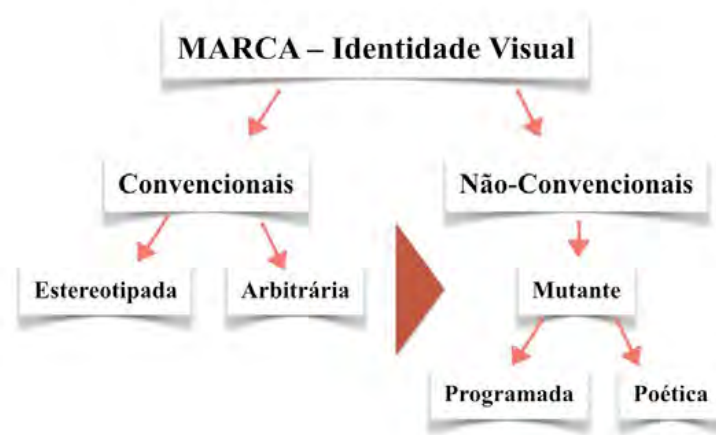 MARCA – Identidade Visual
Convencionais
Não-Convencionais
Estereotipada
Arbitrária
Mutante
Programada
Poética